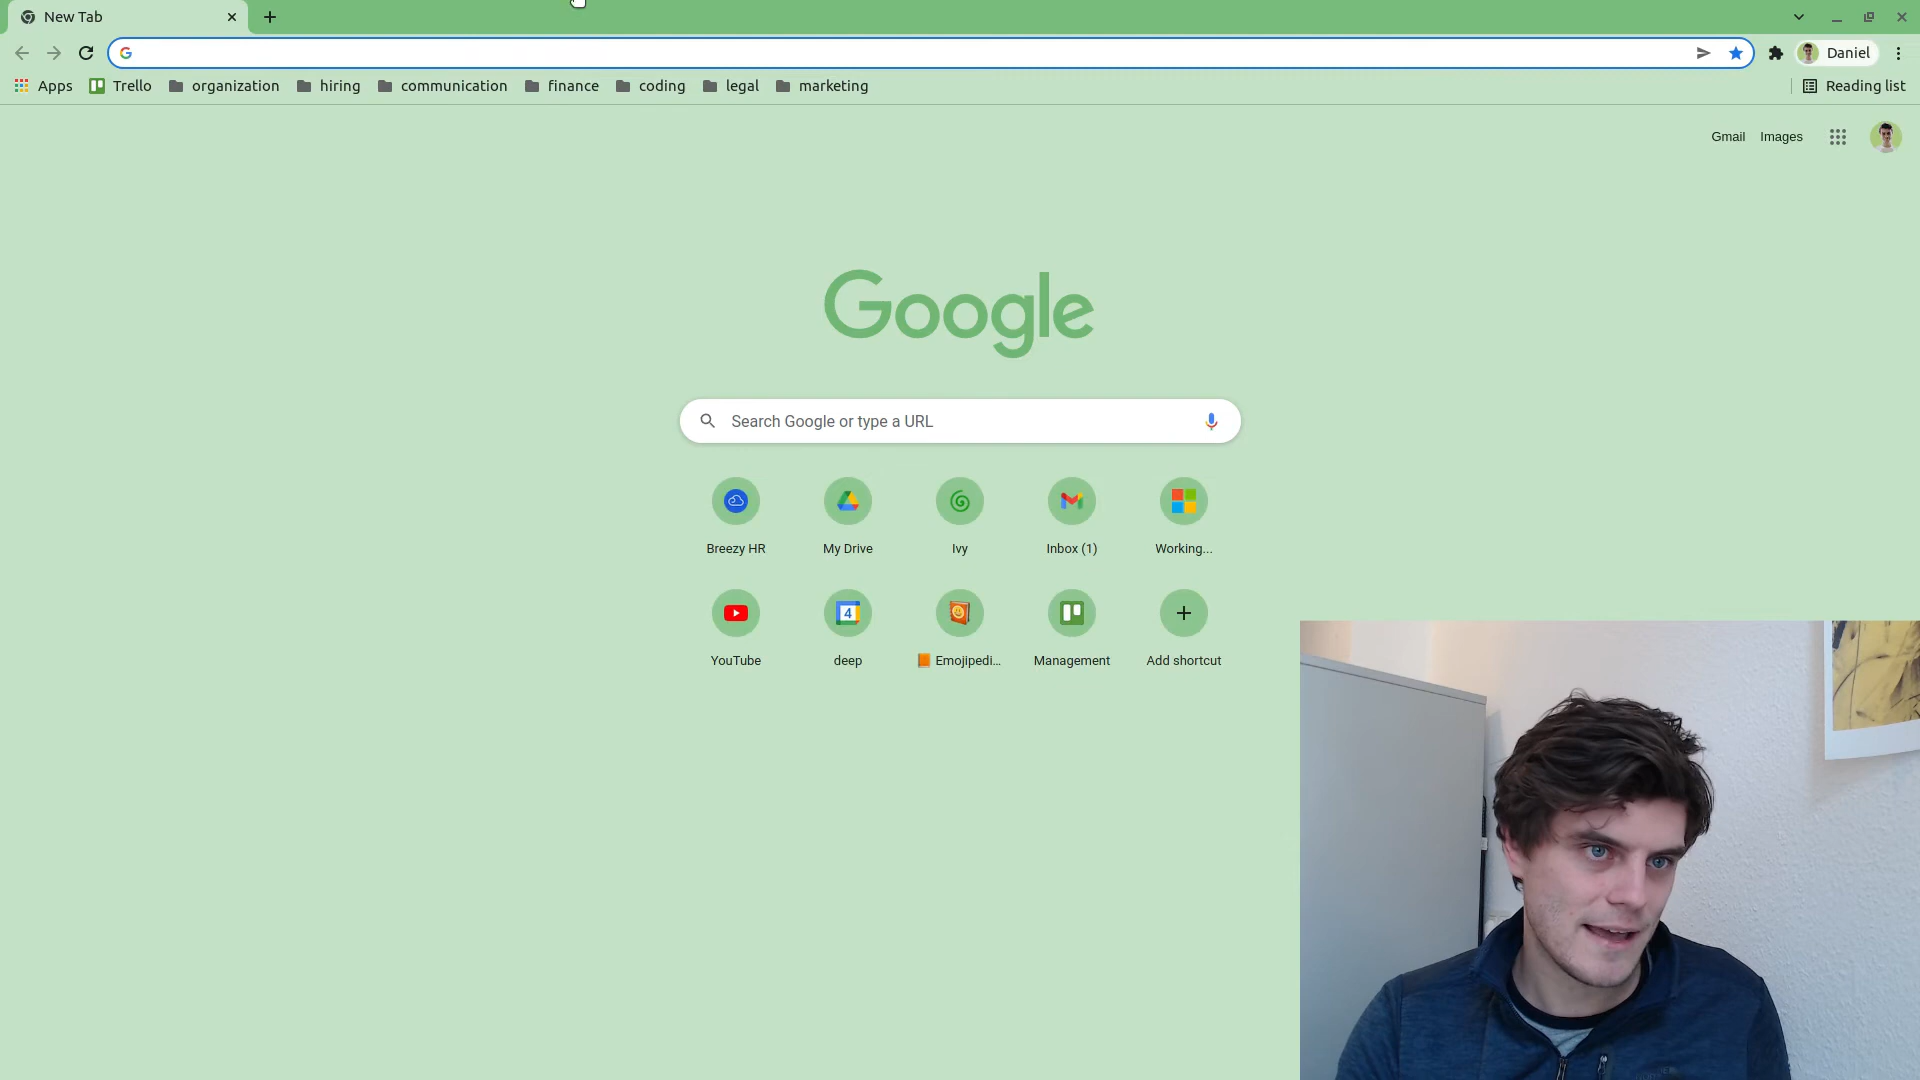 New Tab
Daniel
Apps Trello organization hiring communication finance coding legal marketing Reading list
Gmail Images
Google
Search Google or type a URL
Breezy HR My Drive Ivy Inbox (1) Working...
4
YouTube deep Emojipedi... Management Add shortcut